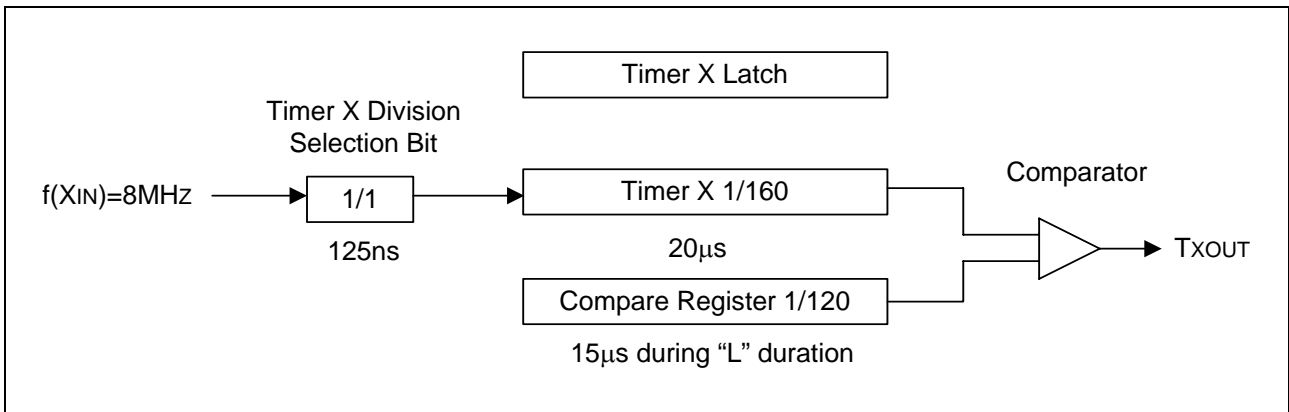 Timer X Latch
Timer X Division
Selection Bit
f(XIN)=8MHZ
1/1
Timer X 1/160
Comparator
125ns
20μs
TXOUT
Compare Register 1/120
15μs during “L” duration